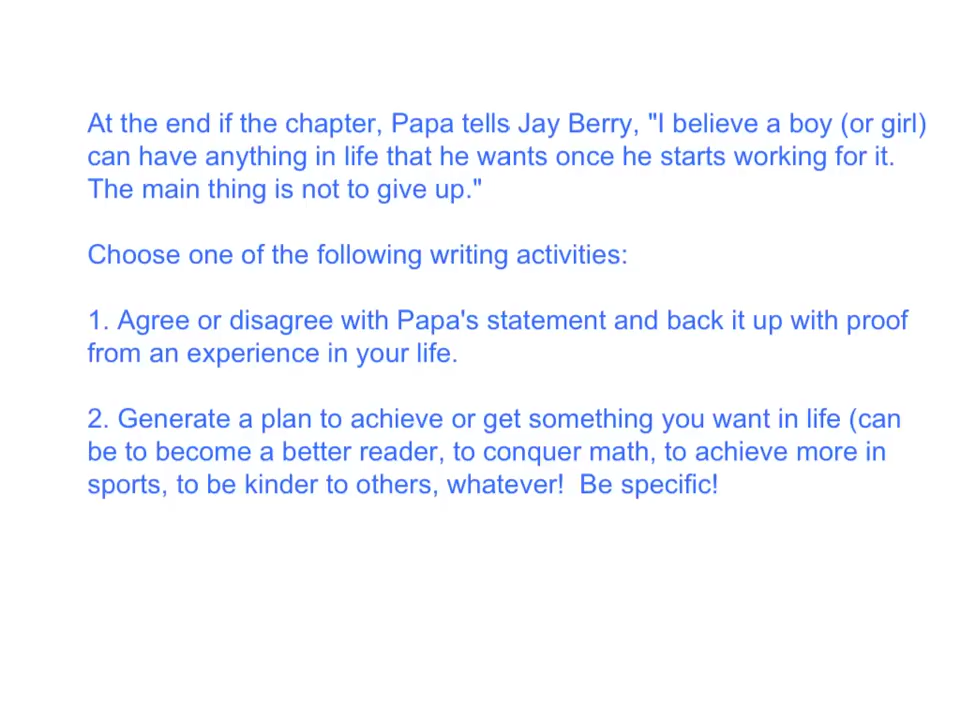 At the end if the chapter, Papa tells Jay Berry, "I believe a boy (or girl)
can have anything in life that he wants once he starts working for it.
The main thing is not to give up."
Choose one of the following writing activities:
1. Agree or disagree with Papa's statement and back it up with proof
from an experience in your life.
2. Generate a plan to achieve or get something you want in life (can
be to become a better reader, to conquer math, to achieve more in
sports, to be kinder to others, whatever!  Be specific!